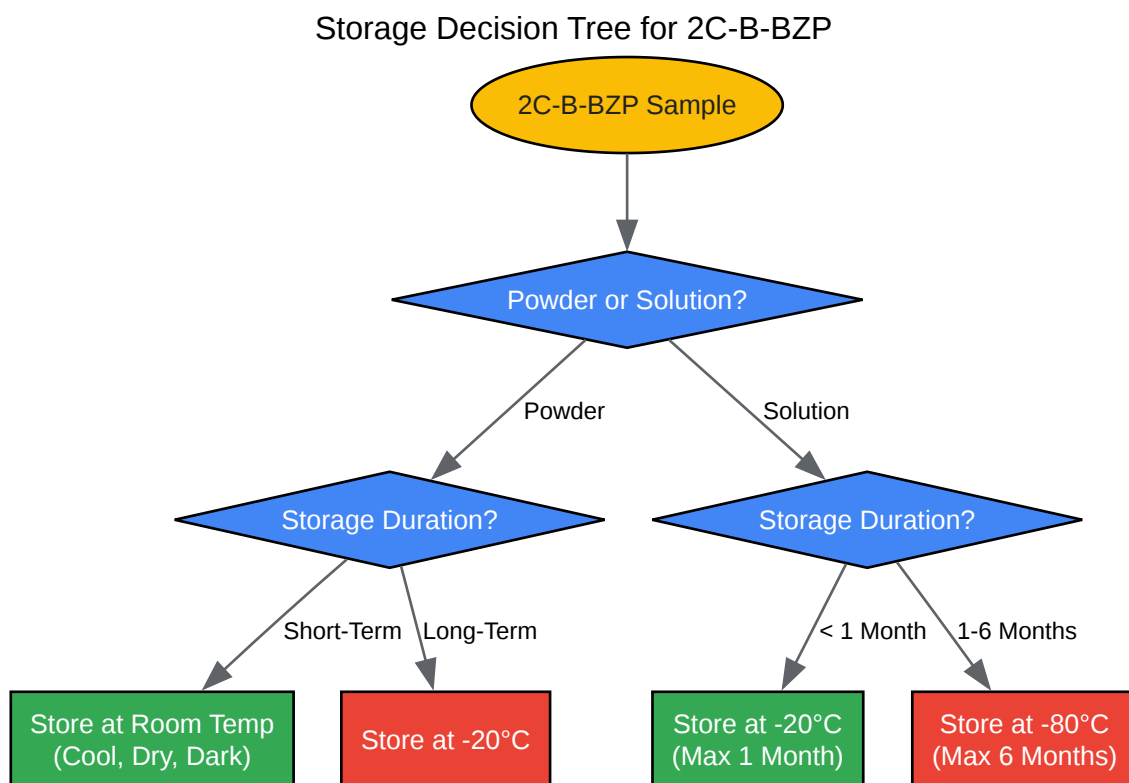 Storage Decision Tree for 2C-B-BZP
2C-B-BZP Sample
Powder or Solution?
Powder
Solution
Storage Duration?
Storage Duration?
Short-Term
Long-Term
< 1 Month
1-6 Months
Store at Room Temp
(Cool, Dry, Dark)
Store at -20°C
Store at -20°C
(Max 1 Month)
Store at -80°C
(Max 6 Months)